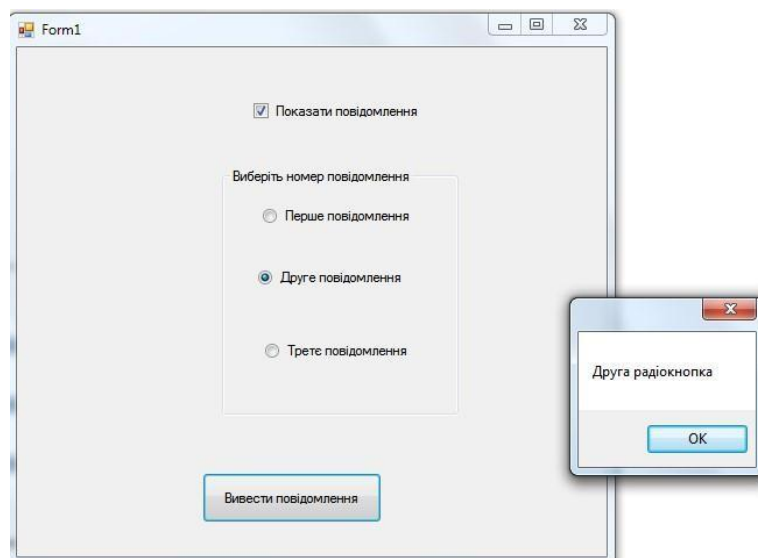 Form1
Показати повідомлення
Виберіть номер повідомлення
Перше повідомлення
Друге повідомлення
Третє повідомлення
Друга радіокнопка
OK
Вивести повідомлення